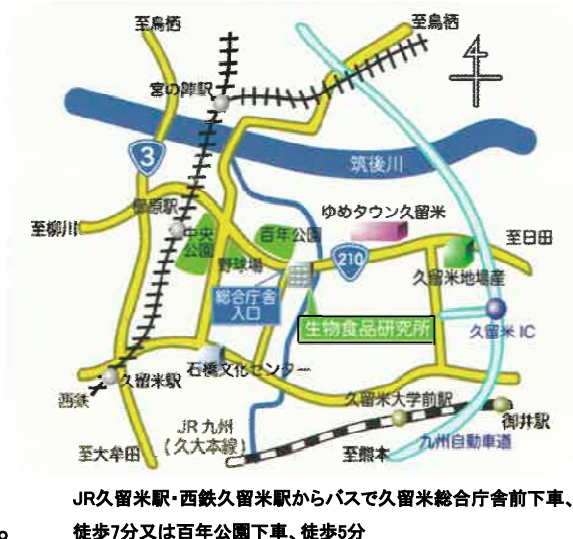 至鳥栖
至鳥栖
宮の陣駅
3
筑後川
櫛原駅
至柳川
中央
公園
百年公園
ゆめタウン久留米
至日田
野球場
210
久留米地場産
総合庁舎
入口
生物食品研究所
久留米IC
石橋文化センター
久留米駅
西鉄
久留米大学前駅
御井駅
JR九州
(久大本線)
至大牟田
至熊本
九州自動車道
JR久留米駅・西鉄久留米駅からバスで久留米総合庁舎前下車、
。 徒歩7分又は百年公園下車、徒歩5分